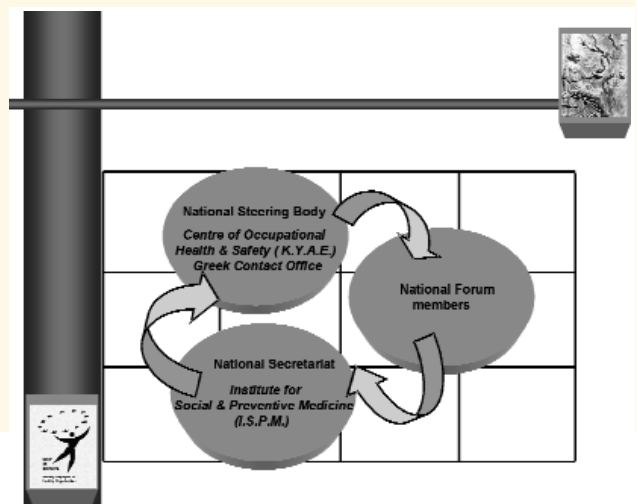 National Steering Body
Centre of Occupational
Health & Safety ( K.Y.A.E.)
Greek Contact Office
National Forum
members
National Secretariat
Institute for
Social & Preventive Medicine
(I.S.P.M.)